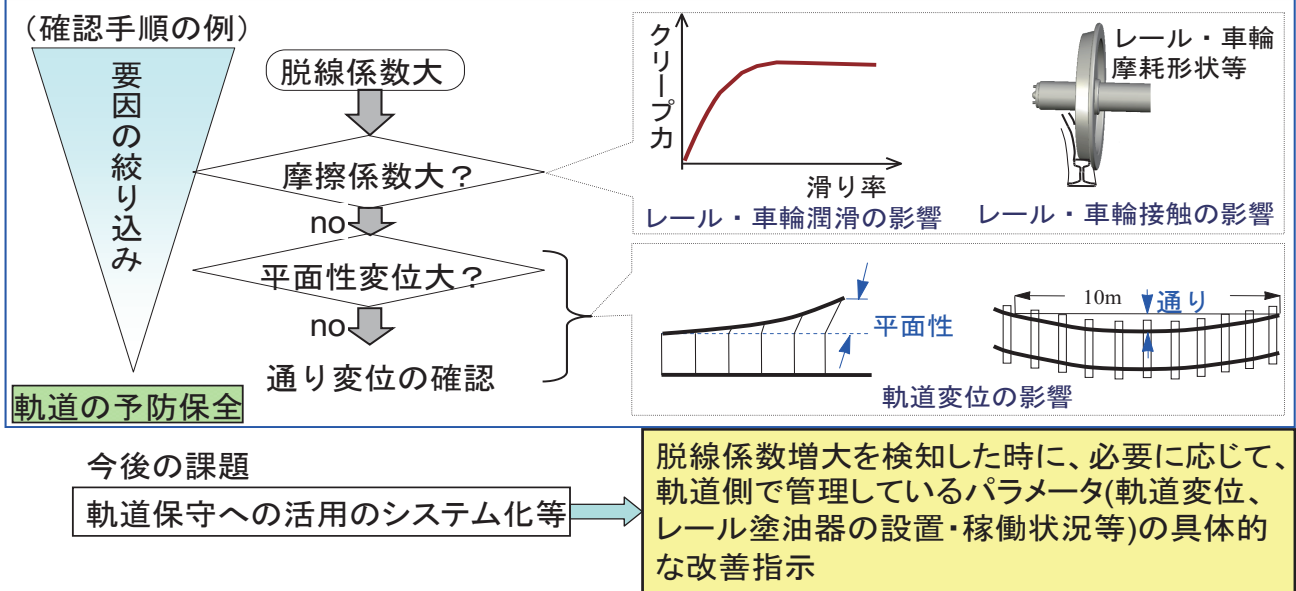 （確認手順の例）
要因の絞り込み
脱線係数大
摩擦係数大？
no
平面性変位大？
no
通り変位の確認
軌道の予防保全
クリープ力
滑り率
レール・車輪潤滑の影響
レール・車輪
摩耗形状等
レール・車輪接触の影響
平面性
10m
通り
軌道変位の影響
今後の課題
軌道保守への活用のシステム化等
脱線係数増大を検知した時に、必要に応じて、
軌道側で管理しているパラメータ(軌道変位、
レール塗油器の設置・稼働状況等)の具体的
な改善指示